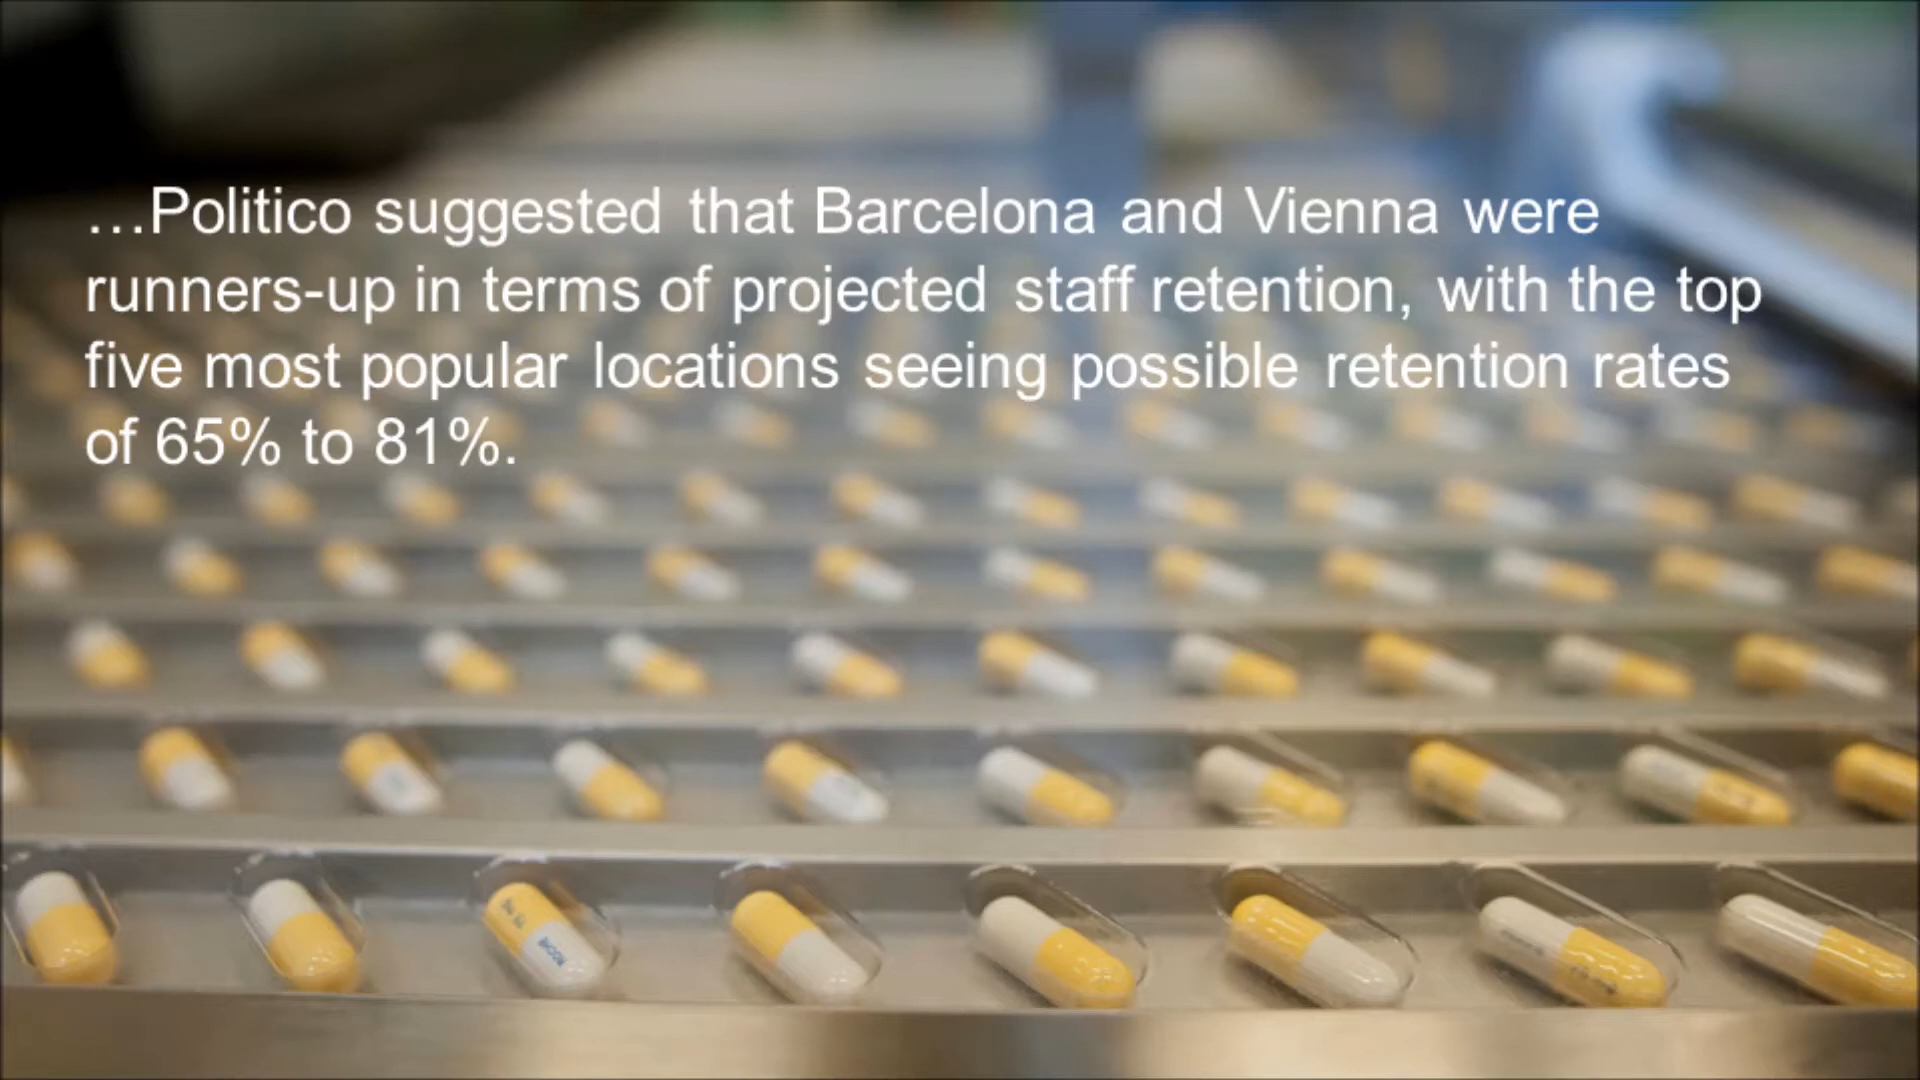 …Politico suggested that Barcelona and Vienna were
runners-up in terms of projected staff retention, with the top
five most popular locations seeing possible retention rates
of 65% to 81%.
ROCHE